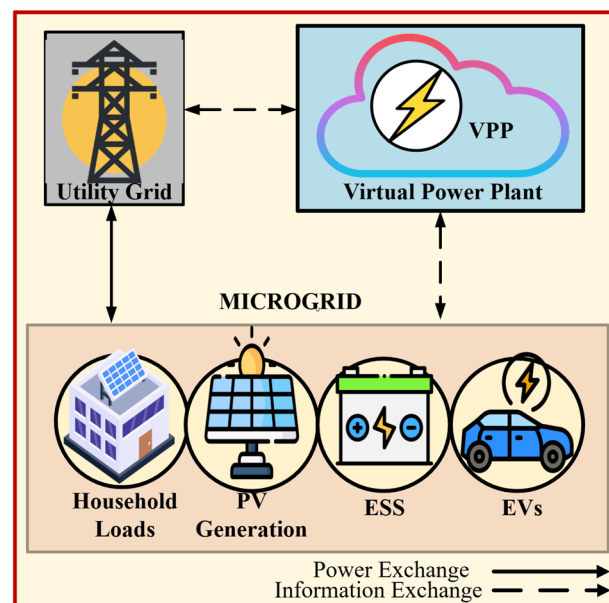 VPP
Utility Grid
Virtual Power Plant
MICROGRID
Household
Loads
PV
Generation
ESS
EVs
Power Exchange
Information Exchange